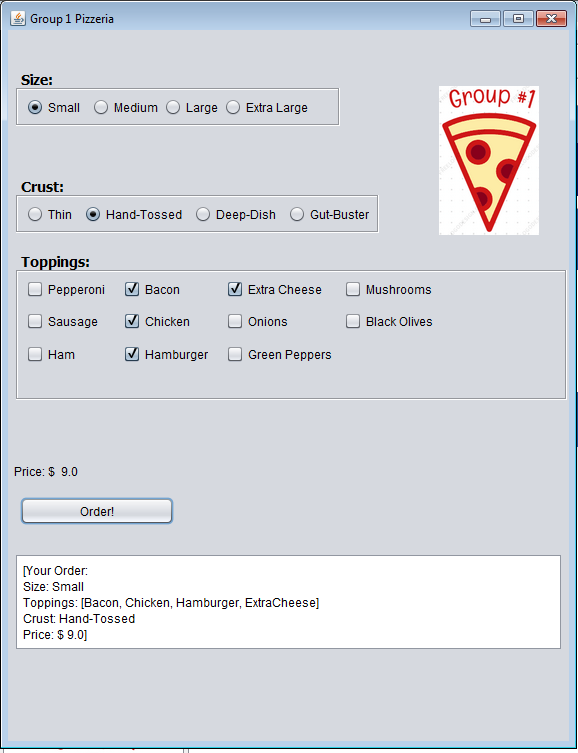 Group 1 Pizzeria
Size:
Small Medium Large Extra Large
Group #1
Crust:
Thin Hand-Tossed Deep-Dish Gut-Buster
Toppings:
Pepperoni Bacon Extra Cheese Mushrooms
Sausage Chicken Onions Black Olives
Ham Hamburger Green Peppers
Price: $ 9.0
Order!
[Your Order:
Size: Small
Toppings: [Bacon, Chicken, Hamburger, ExtraCheese]
Crust: Hand-Tossed
Price: $ 9.0]